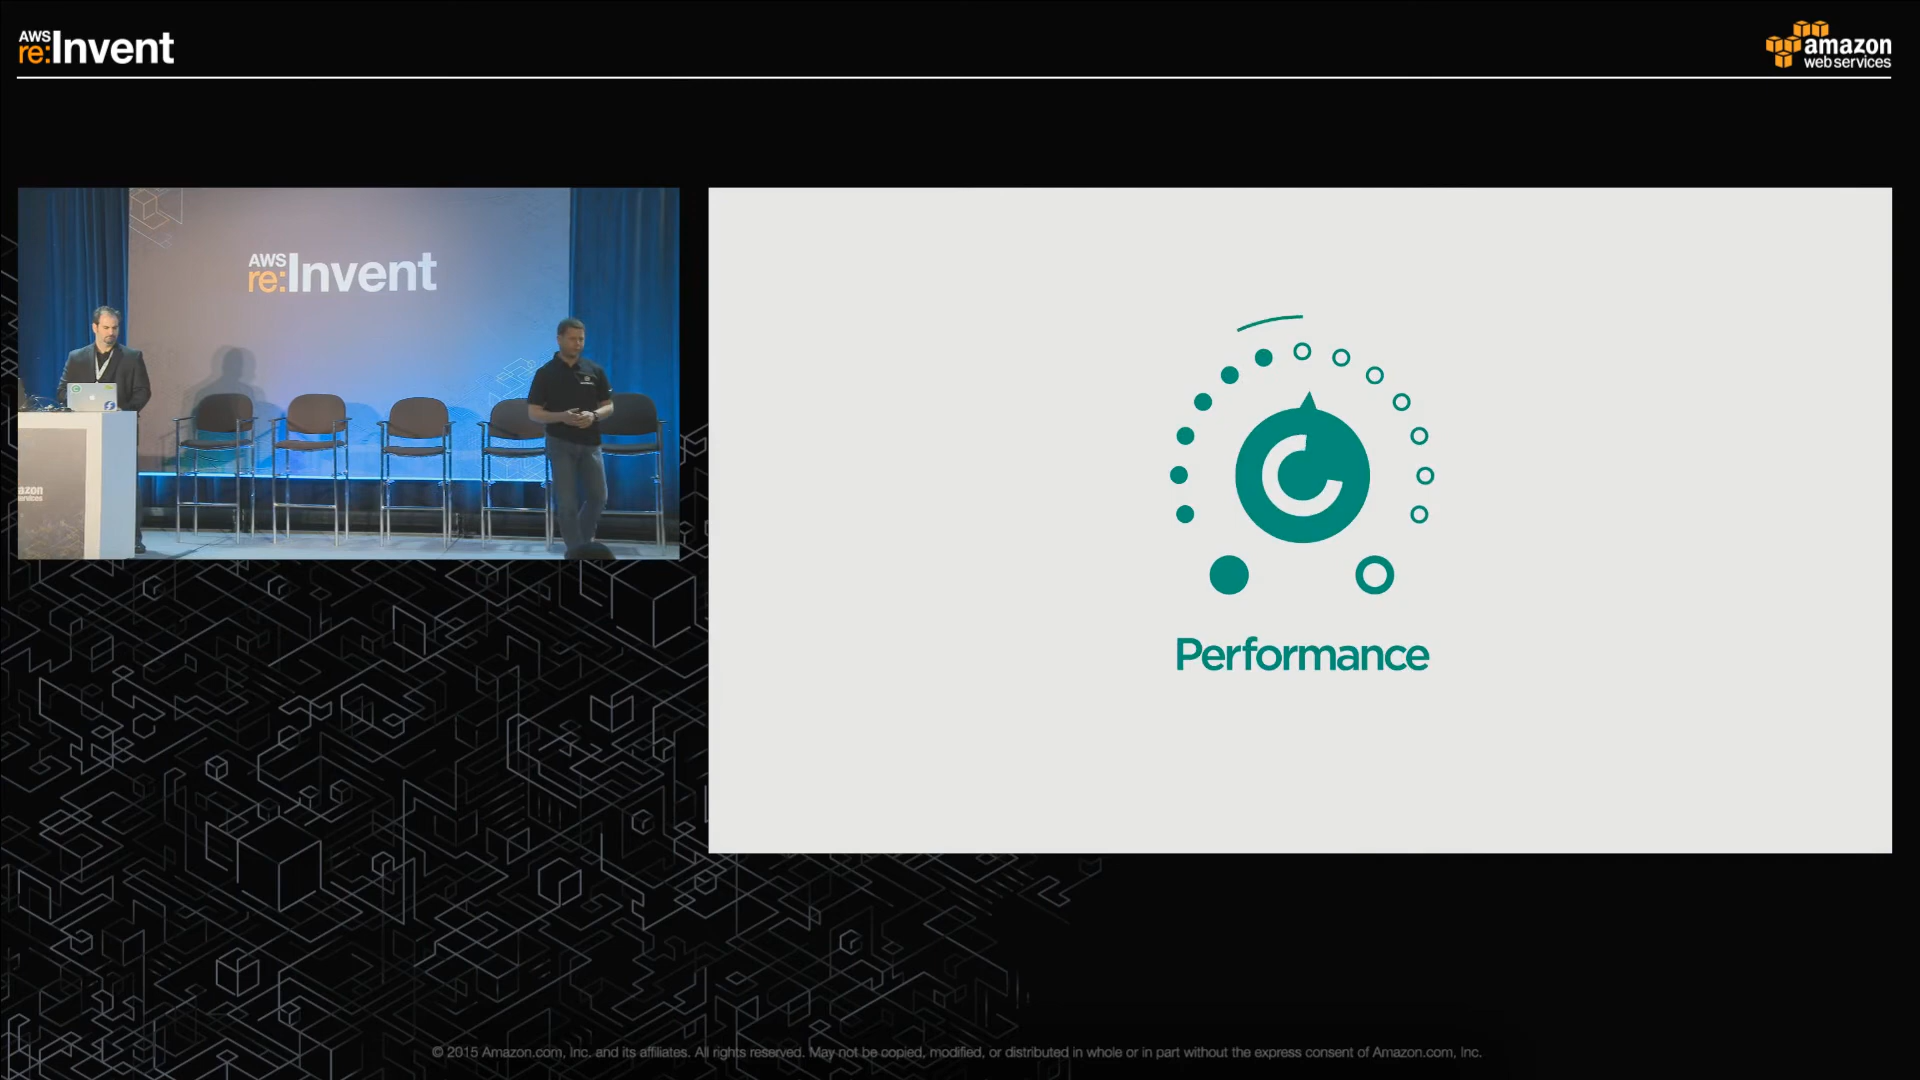 AWS
re:Invent
amazon
webservices
AWS
re:Invent
Performance
© 2015 Amazon.com, Inc. and its affiliates. All rights reserved. May not be copied, modified, or distributed in whole or in part without the express consent of Amazon.com, Inc.